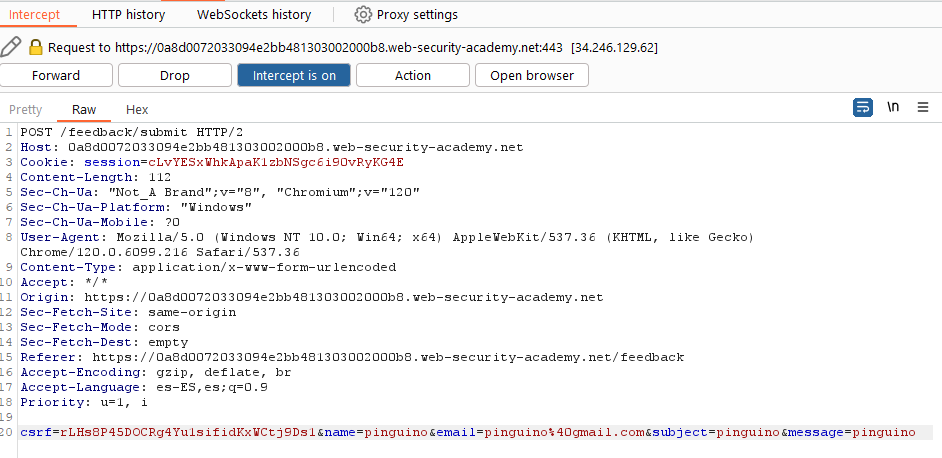 Intercept HTTP history WebSockets history Proxy settings
Request to https://0a8d0072033094e2bb481303002000b8.web-security-academy.net:443 [34.246.129.62]
Forward Drop Intercept is on Action Open browser
Pretty Raw Hex \n
1 POST /feedback/submit HTTP/2
2 Host: 0a8d0072033094e2bb481303002000b8.web-security-academy.net
3 Cookie: session=cLvYESxWhkApaK1zbNSgc6i9OvRyKG4E
4 Content-Length: 112
5 Sec-Ch-Ua: "Not_A Brand";v="8", "Chromium";v="120"
6 Sec-Ch-Ua-Platform: "Windows"
7 Sec-Ch-Ua-Mobile: ?0
8 User-Agent: Mozilla/5.0 (Windows NT 10.0; Win64; x64) AppleWebKit/537.36 (KHTML, like Gecko)
Chrome/120.0.6099.216 Safari/537.36
9 Content-Type: application/x-www-form-urlencoded
10 Accept: */*
11 Origin: https://0a8d0072033094e2bb481303002000b8.web-security-academy.net
12 Sec-Fetch-Site: same-origin
13 Sec-Fetch-Mode: cors
14 Sec-Fetch-Dest: empty
15 Referer: https://0a8d0072033094e2bb481303002000b8.web-security-academy.net/feedback
16 Accept-Encoding: gzip, deflate, br
17 Accept-Language: es-ES,es;q=0.9
18 Priority: u=1, i
19
20 csrf=rLHs8P45DOCRg4Yu1sifidKxWCtj9Ds1&name=pinguino&email=pinguino%40gmail.com&subject=pinguino&message=pinguino